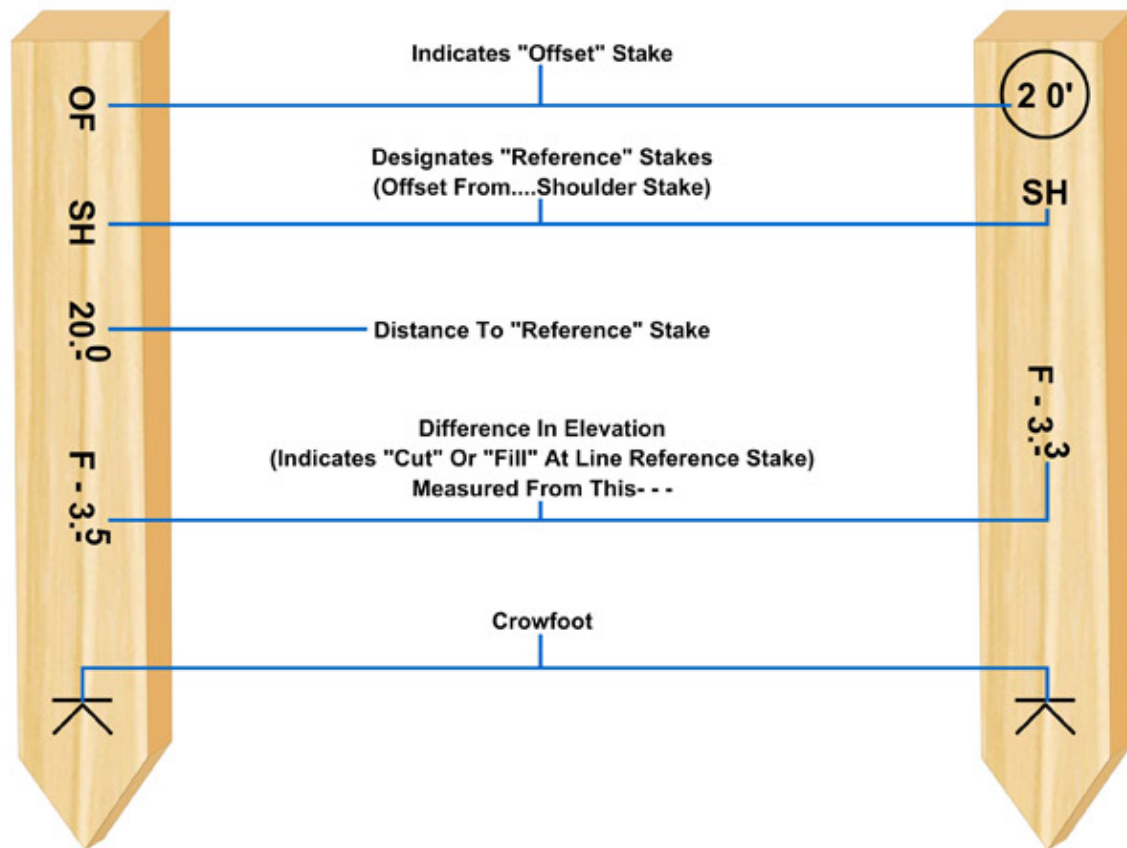 Indicates "Offset" Stake
OF
2 0'
Designates "Reference" Stakes
(Offset From....Shoulder Stake)
SH
SH
20.0
Distance To "Reference" Stake
Difference In Elevation
(Indicates "Cut" Or "Fill" At Line Reference Stake)
Measured From This- - -
F - 3.5
F - 3.3
Crowfoot